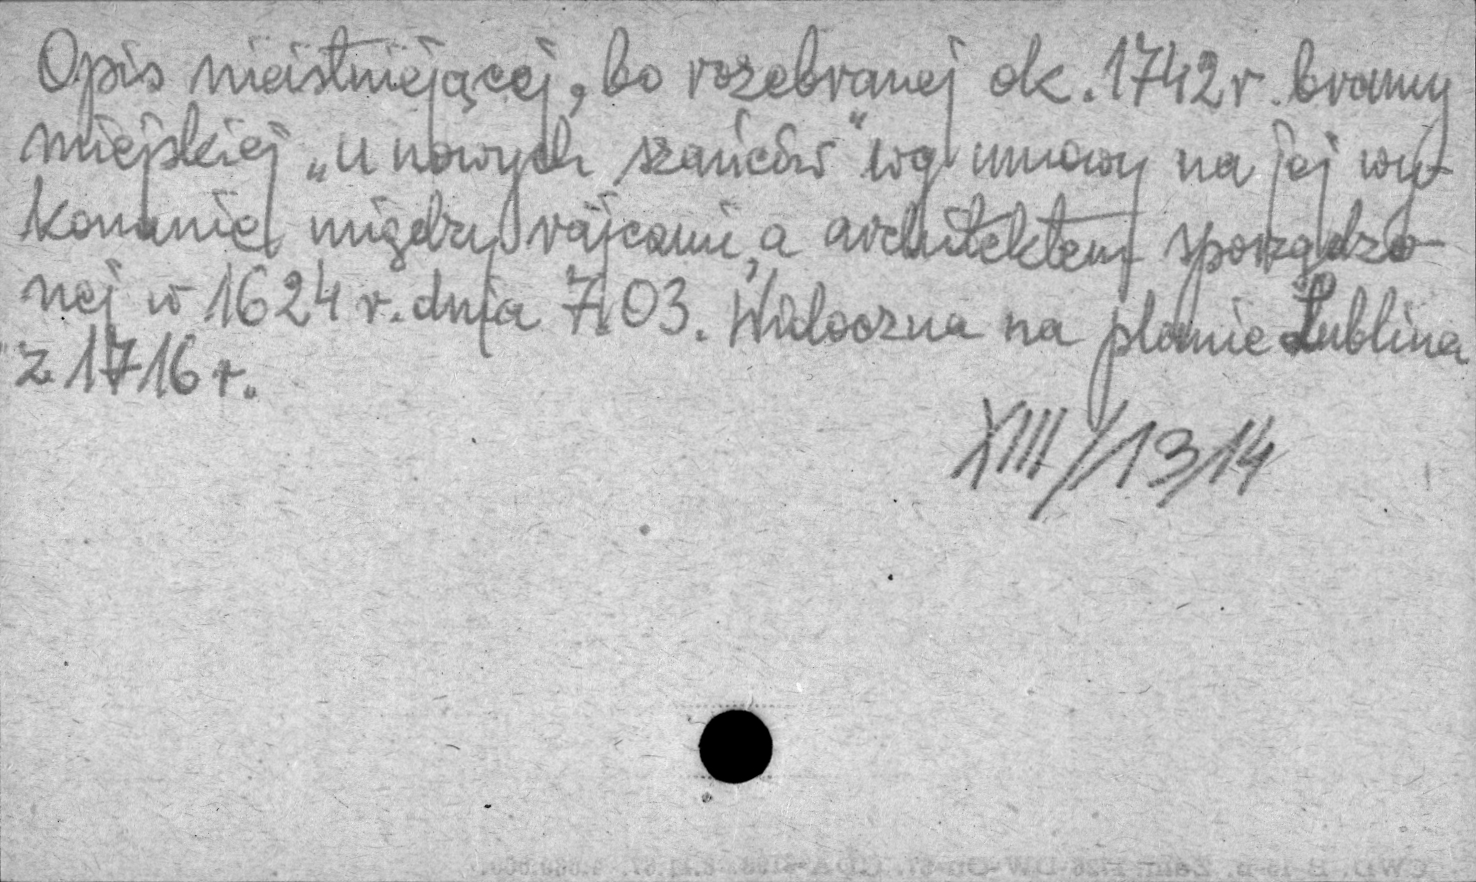 Opis nieistniejącej, bo rozebranej ok. 1742 r. bramy
miejskiej „u nowych szańców" wg umowy na jej wy-
konanie między rajcami, a architektem sporządzo-
nej w 1624 r. dnia 7.03. Widoczna na planie Lublina
z 1716 r.
XIII/13,14